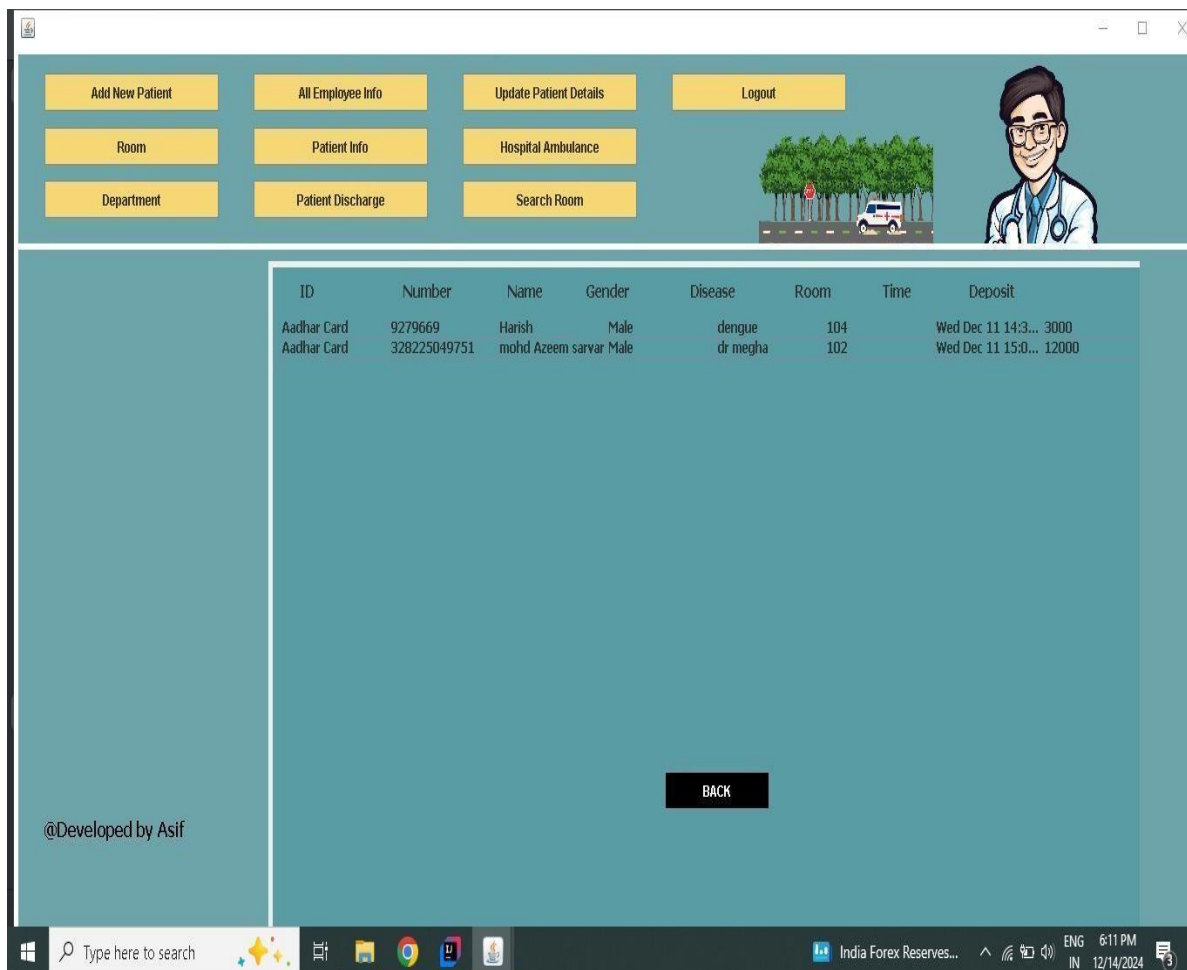 Add New Patient All Employee Info Update Patient Details Logout
Room Patient Info Hospital Ambulance
Department Patient Discharge Search Room
ID Number Name Gender Disease Room Time Deposit
Aadhar Card 9279669 Harish Male dengue 104 Wed Dec 11 14:3... 3000
Aadhar Card 328225049751 mohd Azeem sarvar Male dr megha 102 Wed Dec 11 15:0... 12000
BACK
@Developed by Asif
Type here to search India Forex Reserves... ENG 6:11 PM
IN 12/14/2024 3